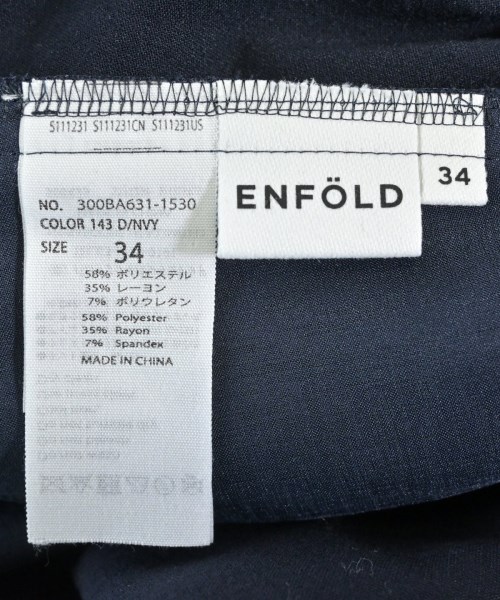 S111231 S111231CN S111231US
NO. 300BA631-1530
COLOR 143 D/NVY
SIZE 34
58% ポリエステル
35% レーヨン
7% ポリウレタン
58% Polyester
35% Rayon
7% Spandex
MADE IN CHINA
ENFÖLD
34